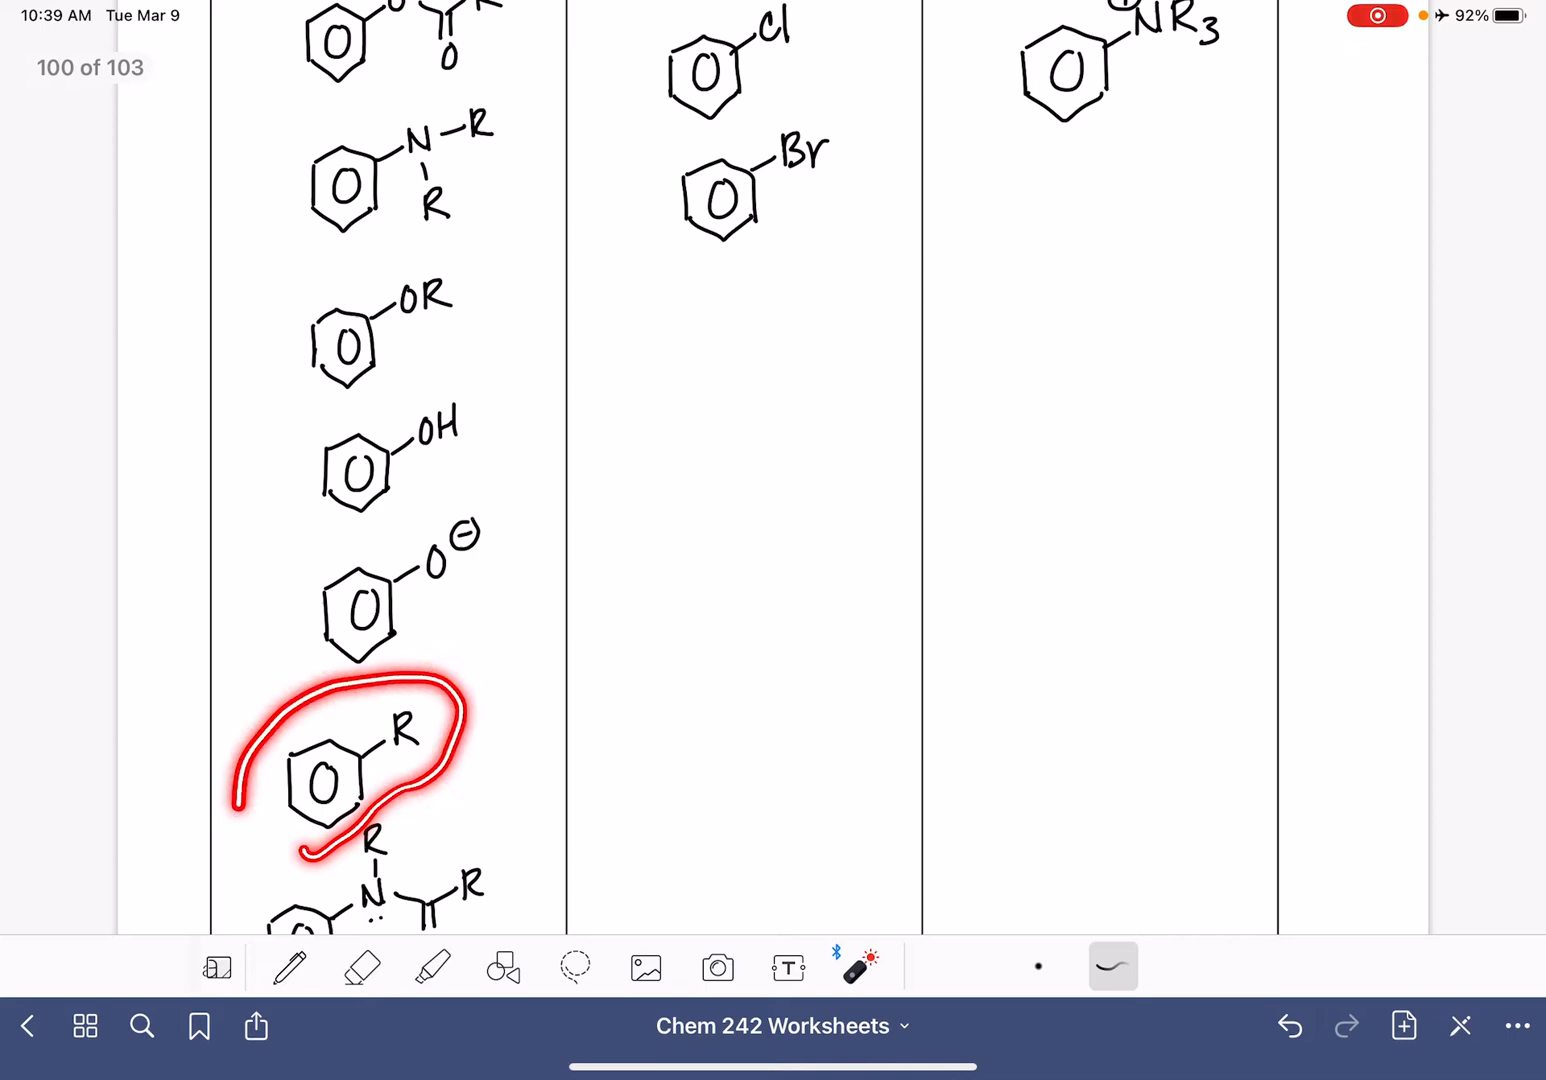 10:39 AM Tue Mar 9
92%
100 of 103
O
O
Cl
⊕
NR3
N-R
R
Br
OR
OH
O⊖
R
R
N
R
T
Chem 242 Worksheets